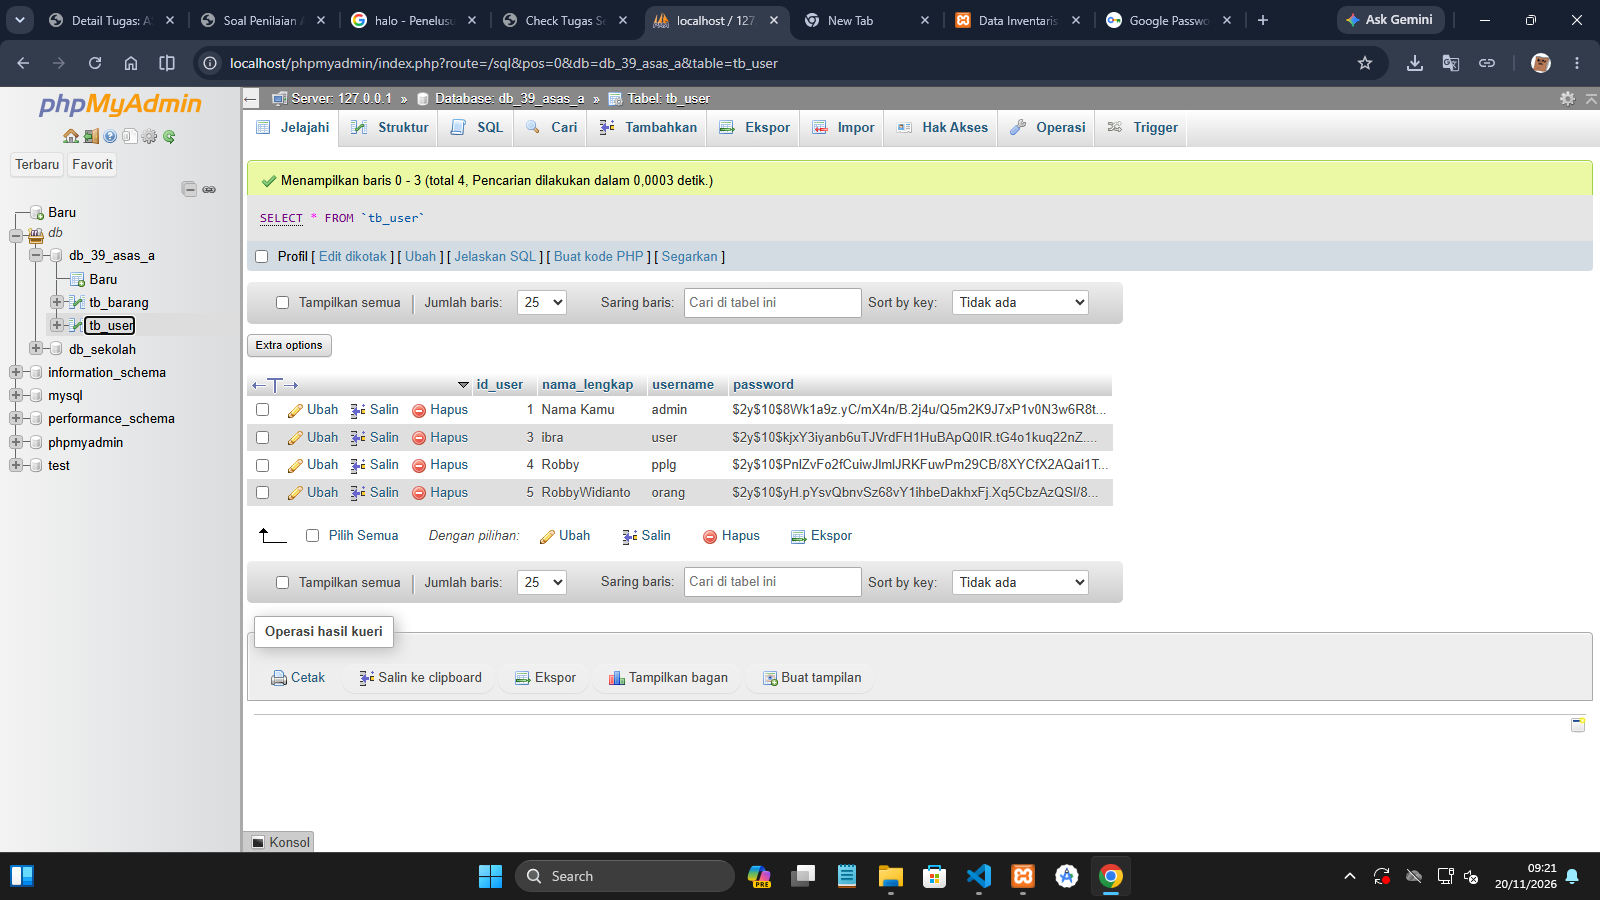 Detail Tugas: A
Soal Penilaian A
halo - Penelusu
Check Tugas Se
localhost / 127
New Tab
Data Inventaris
Google Passwo
Ask Gemini
localhost/phpmyadmin/index.php?route=/sql&pos=0&db=db_39_asas_a&table=tb_user
phpMyAdmin
Terbaru Favorit
Baru
db
db_39_asas_a
Baru
tb_barang
tb_user
db_sekolah
information_schema
mysql
performance_schema
phpmyadmin
test
Server: 127.0.0.1 » Database: db_39_asas_a » Tabel: tb_user
Jelajahi Struktur SQL Cari Tambahkan Ekspor Impor Hak Akses Operasi Trigger
Menampilkan baris 0 - 3 (total 4, Pencarian dilakukan dalam 0,0003 detik.)
SELECT * FROM `tb_user`
Profil [ Edit dikotak ] [ Ubah ] [ Jelaskan SQL ] [ Buat kode PHP ] [ Segarkan ]
Tampilkan semua Jumlah baris: 25 Saring baris: Cari di tabel ini Sort by key: Tidak ada
Extra options
id_user nama_lengkap username password
Ubah Salin Hapus 1 Nama Kamu admin $2y$10$8Wk1a9z.yC/mX4n/B.2j4u/Q5m2K9J7xP1v0N3w6R8t...
Ubah Salin Hapus 3 ibra user $2y$10$kjxY3iyanb6uTJVrdFH1HuBApQ0IR.tG4o1kuq22nZ....
Ubah Salin Hapus 4 Robby pplg $2y$10$PnlZvFo2fCuiwJlmlJRKFuwPm29CB/8XYCfX2AQai1T...
Ubah Salin Hapus 5 RobbyWidianto orang $2y$10$yH.pYsvQbnvSz68vY1ihbeDakhxFj.Xq5CbzAzQSI/8...
Pilih Semua Dengan pilihan: Ubah Salin Hapus Ekspor
Tampilkan semua Jumlah baris: 25 Saring baris: Cari di tabel ini Sort by key: Tidak ada
Operasi hasil kueri
Cetak Salin ke clipboard Ekspor Tampilkan bagan Buat tampilan
Konsol
Search
PRE
09:21
20/11/2026